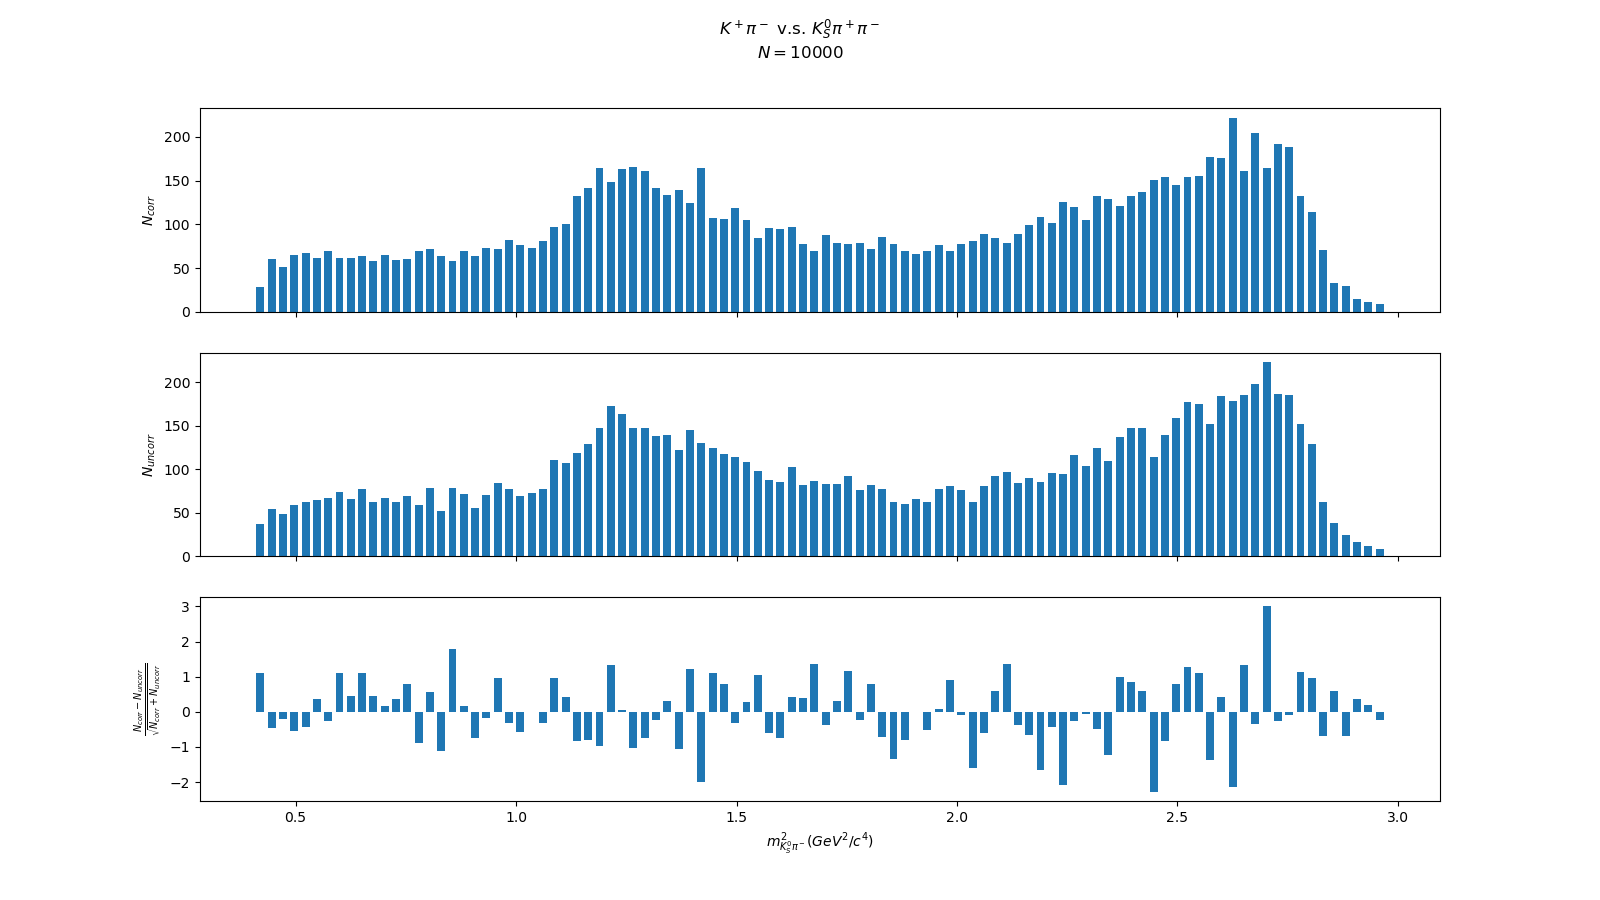 K⁺π⁻ v.s. K⁰_S π⁺π⁻
N = 10000
N_corr
200
150
100
50
0
N_uncorr
200
150
100
50
0
(N_corr − N_uncorr) / √(N_corr + N_uncorr)
3
2
1
0
−1
−2
0.5 1.0 1.5 2.0 2.5 3.0
m²_{K⁰_S π⁻} (GeV²/c⁴)